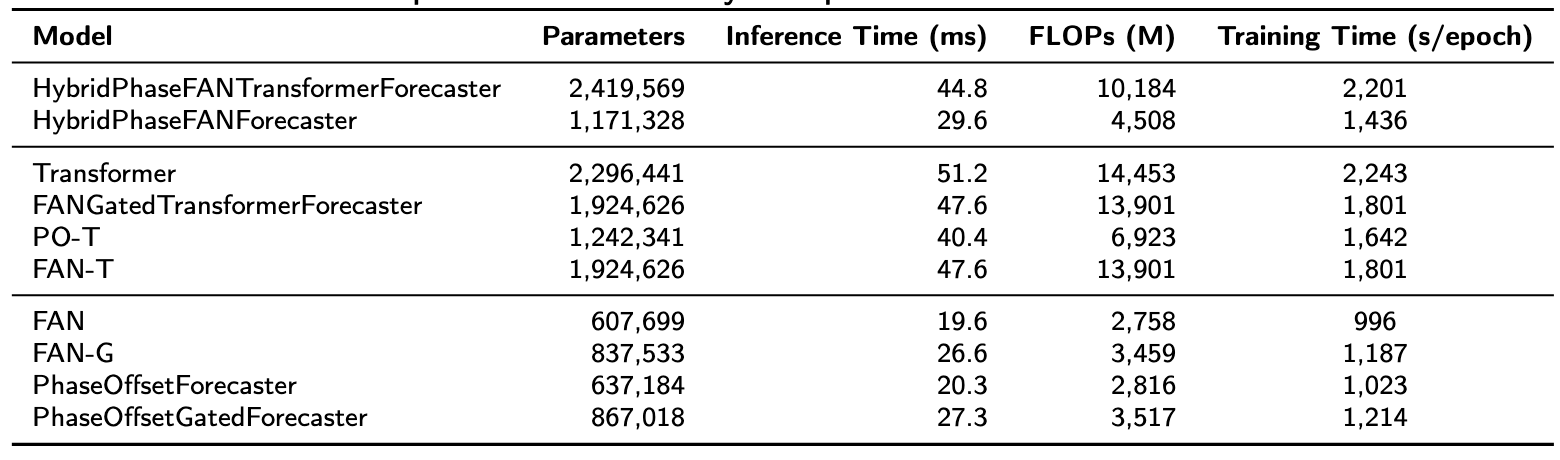 Model Parameters Inference Time (ms) FLOPs (M) Training Time (s/epoch)
HybridPhaseFANTransformerForecaster 2,419,569 44.8 10,184 2,201
HybridPhaseFANForecaster 1,171,328 29.6 4,508 1,436
Transformer 2,296,441 51.2 14,453 2,243
FANGatedTransformerForecaster 1,924,626 47.6 13,901 1,801
PO-T 1,242,341 40.4 6,923 1,642
FAN-T 1,924,626 47.6 13,901 1,801
FAN 607,699 19.6 2,758 996
FAN-G 837,533 26.6 3,459 1,187
PhaseOffsetForecaster 637,184 20.3 2,816 1,023
PhaseOffsetGatedForecaster 867,018 27.3 3,517 1,214